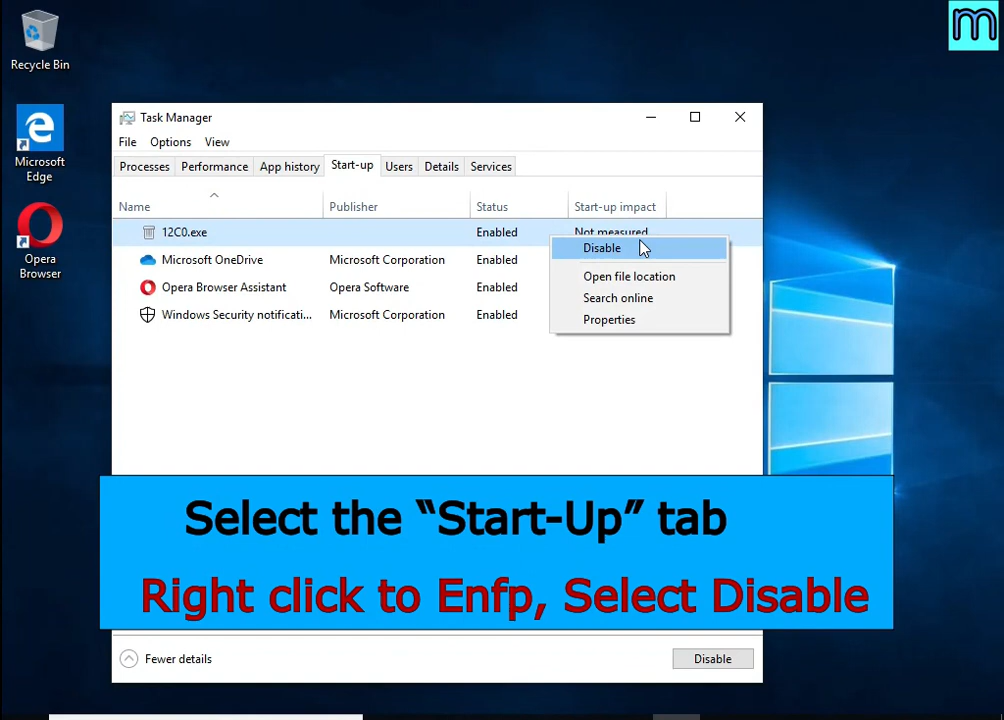 Recycle Bin
Microsoft
Edge
Opera
Browser
m
Task Manager
File Options View
Processes Performance App history Start-up Users Details Services
Name Publisher Status Start-up impact
12C0.exe Enabled Not measured
Microsoft OneDrive Microsoft Corporation Enabled
Opera Browser Assistant Opera Software Enabled
Windows Security notificati... Microsoft Corporation Enabled
Disable
Open file location
Search online
Properties
Select the “Start-Up” tab
Right click to Enfp, Select Disable
Fewer details
Disable